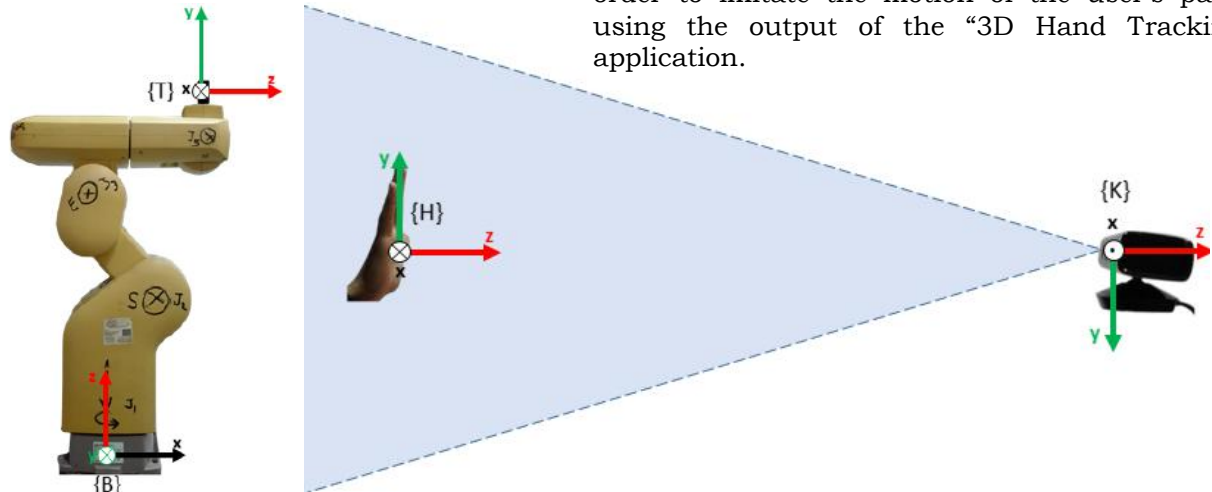 order to imitate the motion of the user's pa
using the output of the “3D Hand Tracki
application.
y
{T} x z
J5
E J3
y
{H}
z
x
{K}
x
z
y
S J2
z
J1
y x
{B}